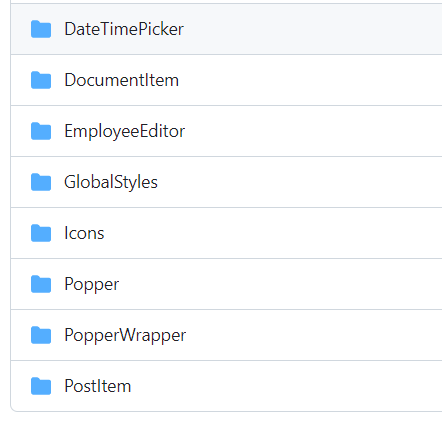 DateTimePicker
DocumentItem
EmployeeEditor
GlobalStyles
Icons
Popper
PopperWrapper
PostItem